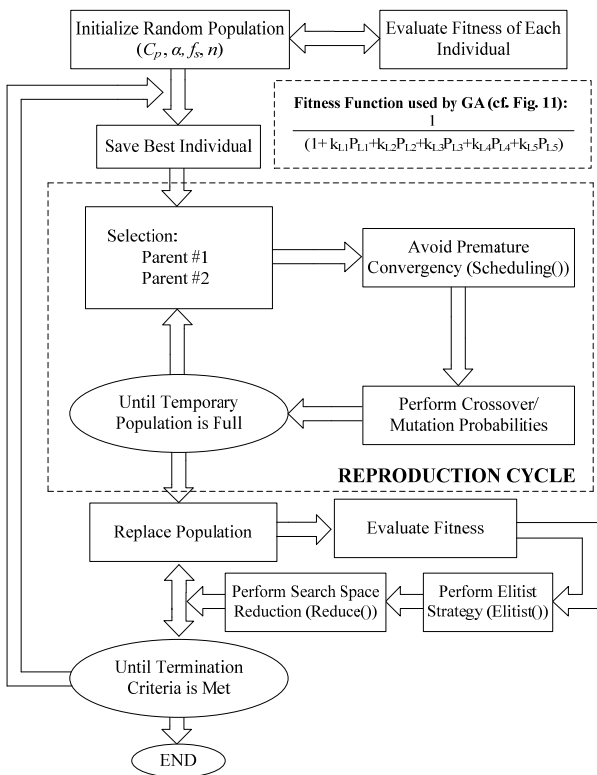 Initialize Random Population
(Cp, α, fs, n)
Evaluate Fitness of Each
Individual
Fitness Function used by GA (cf. Fig. 11):
1
(1+ kL1PL1+kL2PL2+kL3PL3+kL4PL4+kL5PL5)
Save Best Individual
Selection:
Parent #1
Parent #2
Avoid Premature
Convergency (Scheduling())
Until Temporary
Population is Full
Perform Crossover/
Mutation Probabilities
REPRODUCTION CYCLE
Replace Population
Evaluate Fitness
Perform Search Space
Reduction (Reduce())
Perform Elitist
Strategy (Elitist())
Until Termination
Criteria is Met
END